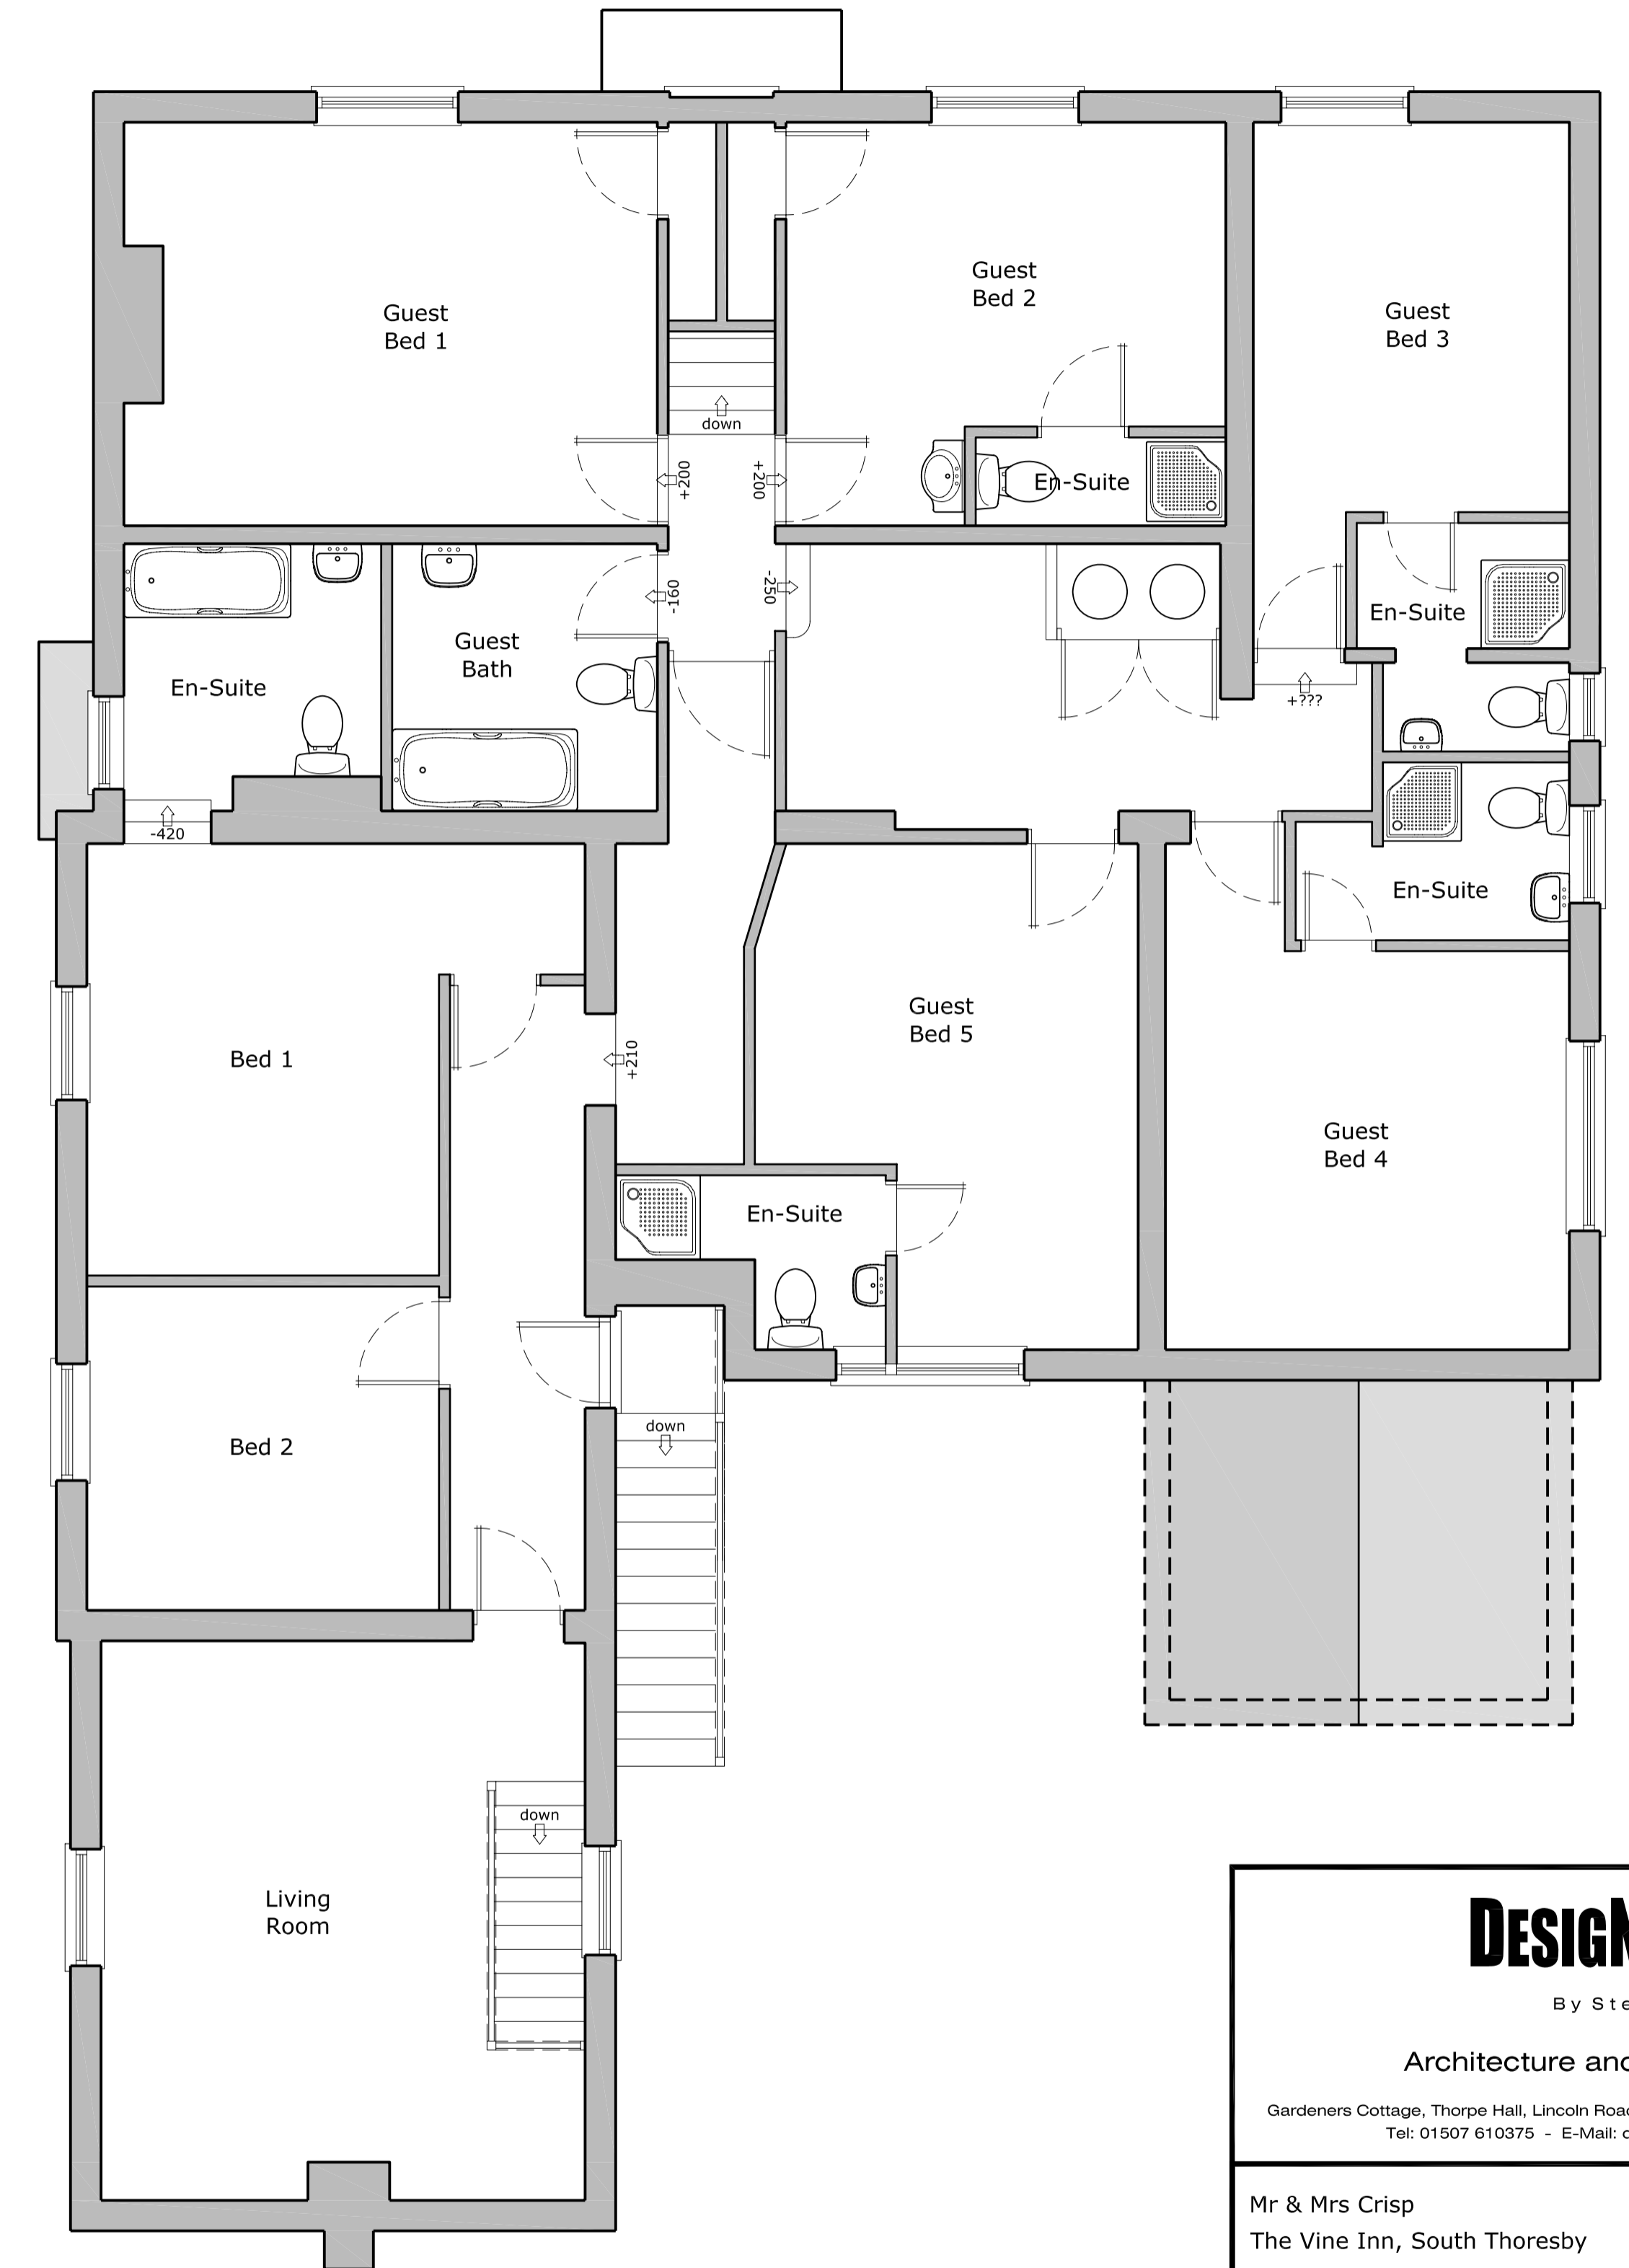 Guest
Bed 1
Guest
Bed 2
Guest
Bed 3
down
+200
+200
En-Suite
-160
-250
En-Suite
Guest
Bath
En-Suite
+???
-420
En-Suite
Guest
Bed 5
Bed 1
+210
Guest
Bed 4
En-Suite
down
Bed 2
down
Living
Room
DESIGN
By Ste
Architecture and
Gardeners Cottage, Thorpe Hall, Lincoln Road
Tel: 01507 610375 - E-Mail:
Mr & Mrs Crisp
The Vine Inn, South Thoresby